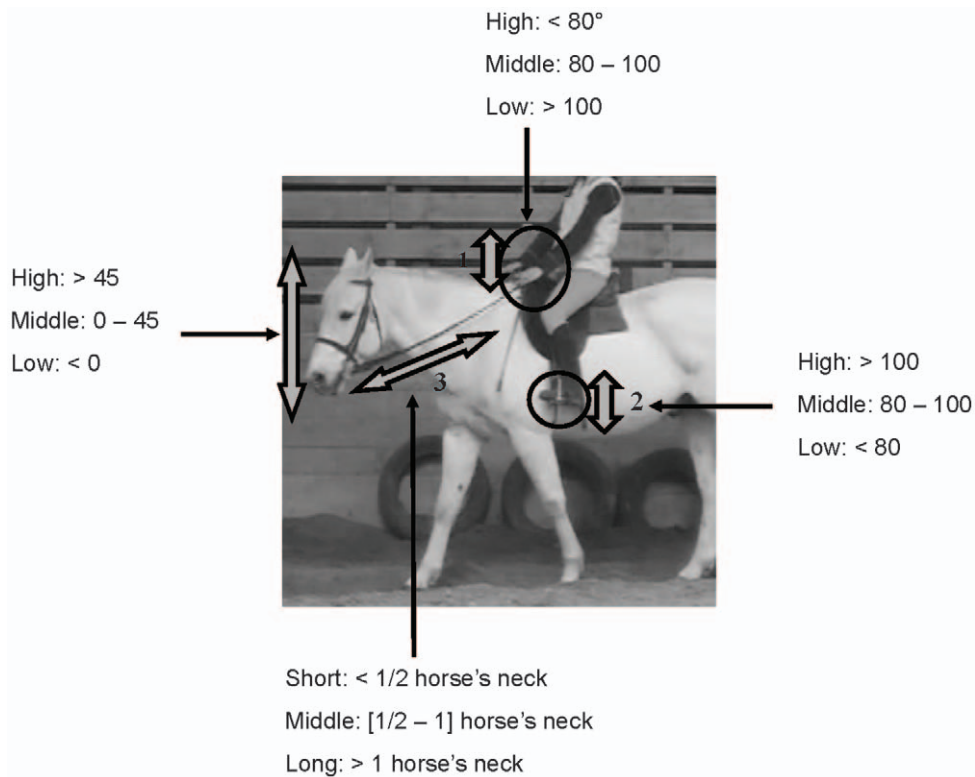 High: < 80°
Middle: 80 – 100
Low: > 100
1
High: > 45
Middle: 0 – 45
Low: < 0
3
2
High: > 100
Middle: 80 – 100
Low: < 80
Short: < 1/2 horse's neck
Middle: [1/2 – 1] horse's neck
Long: > 1 horse's neck